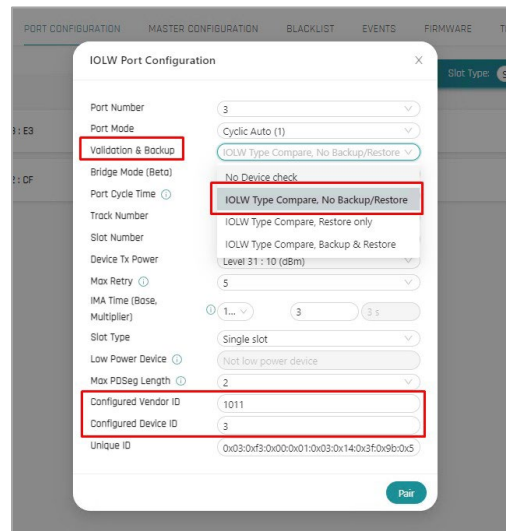 PORT CONFIGURATION MASTER CONFIGURATION BLACKLIST EVENTS FIRMWARE
IOLW Port Configuration X
Slot Type:
Port Number 3
: E3
Port Mode Cyclic Auto (1)
Validation & Backup IOLW Type Compare, No Backup/Restore
Bridge Mode (Beta) No Device check
: CF
Port Cycle Time IOLW Type Compare, No Backup/Restore
Track Number IOLW Type Compare, Restore only
Slot Number IOLW Type Compare, Backup & Restore
Device Tx Power Level 31 : 10 (dBm)
Max Retry 5
IMA Time (Base, Multiplier) 1... 3 3 s
Slot Type Single slot
Low Power Device Not low power device
Max PDSeg Length 2
Configured Vendor ID 1011
Configured Device ID 3
Unique ID 0x03:0xf3:0x00:0x01:0x03:0x14:0x3f:0x9b:0x5
Pair